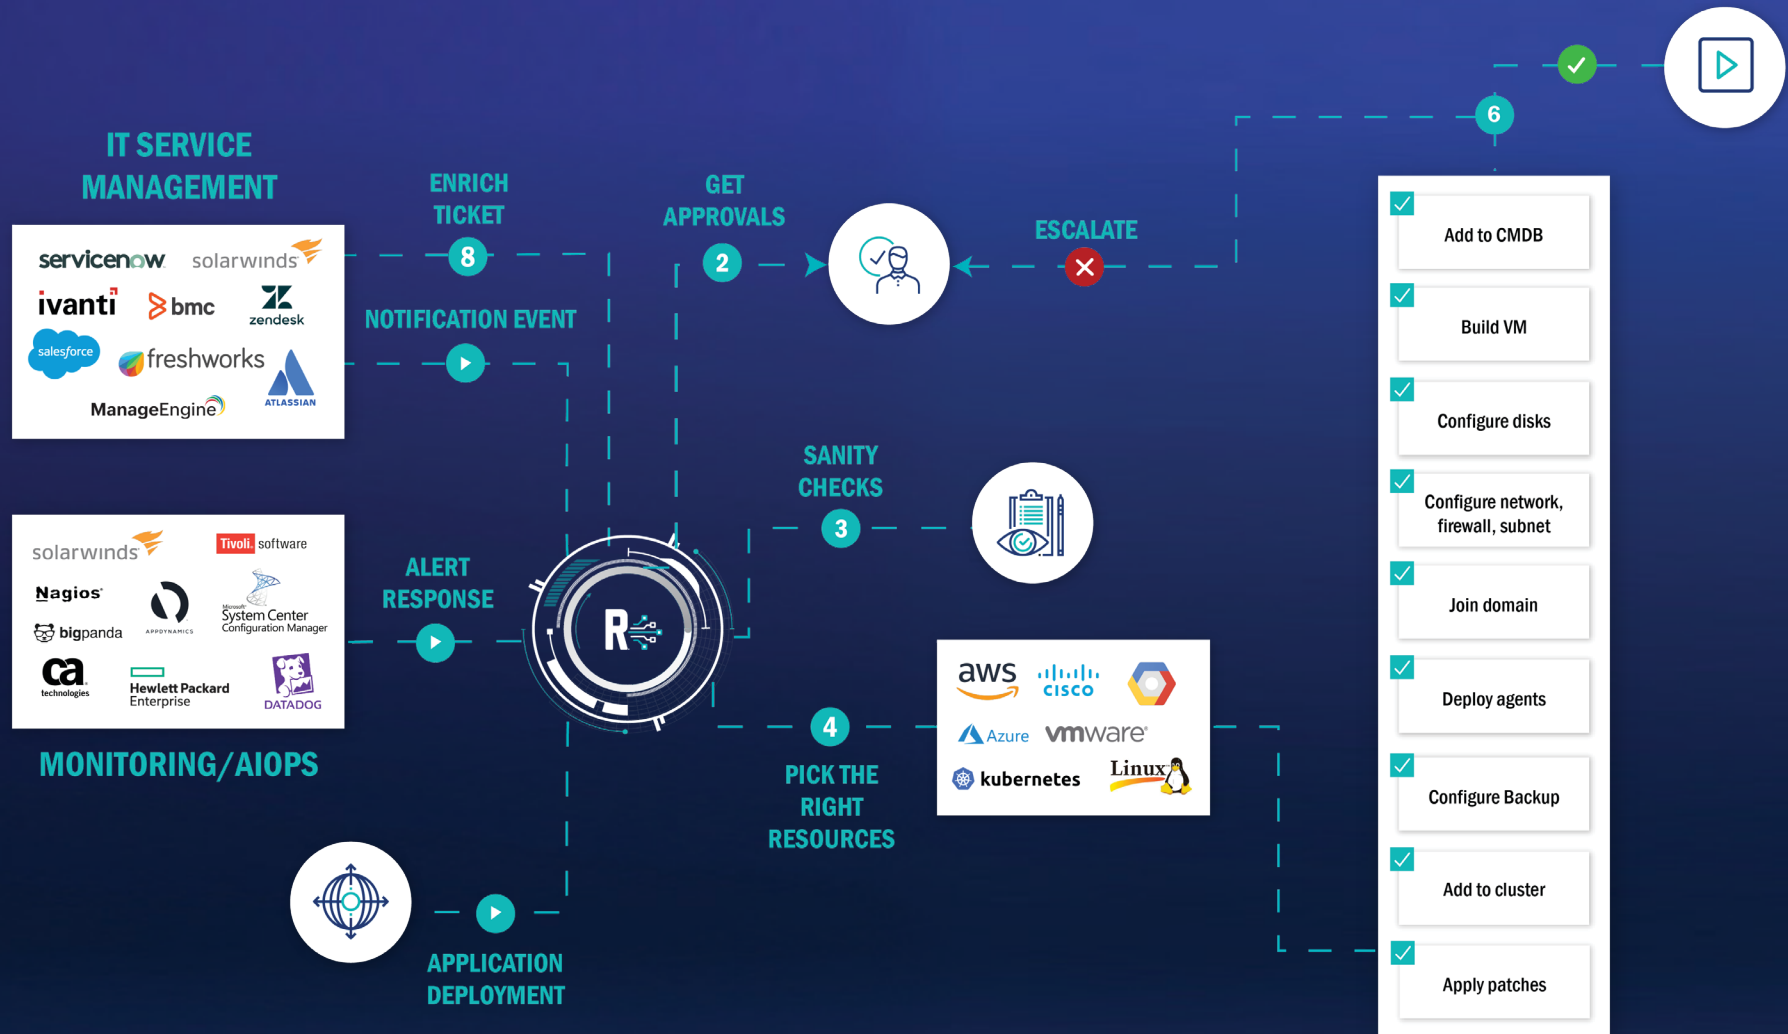 IT SERVICE
MANAGEMENT
servicenow
solarwinds
ivanti
bmc
zendesk
salesforce
freshworks
ATLASSIAN
ManageEngine
ENRICH
TICKET
8
NOTIFICATION EVENT
GET
APPROVALS
2
ESCALATE
6
solarwinds
Tivoli. software
Nagios
APPDYNAMICS
Microsoft
System Center
Configuration Manager
bigpanda
ca
technologies
Hewlett Packard
Enterprise
DATADOG
MONITORING/AIOPS
ALERT
RESPONSE
R
SANITY
CHECKS
3
4
PICK THE
RIGHT
RESOURCES
aws
CISCO
Azure
vmware
kubernetes
Linux
APPLICATION
DEPLOYMENT
Add to CMDB
Build VM
Configure disks
Configure network,
firewall, subnet
Join domain
Deploy agents
Configure Backup
Add to cluster
Apply patches